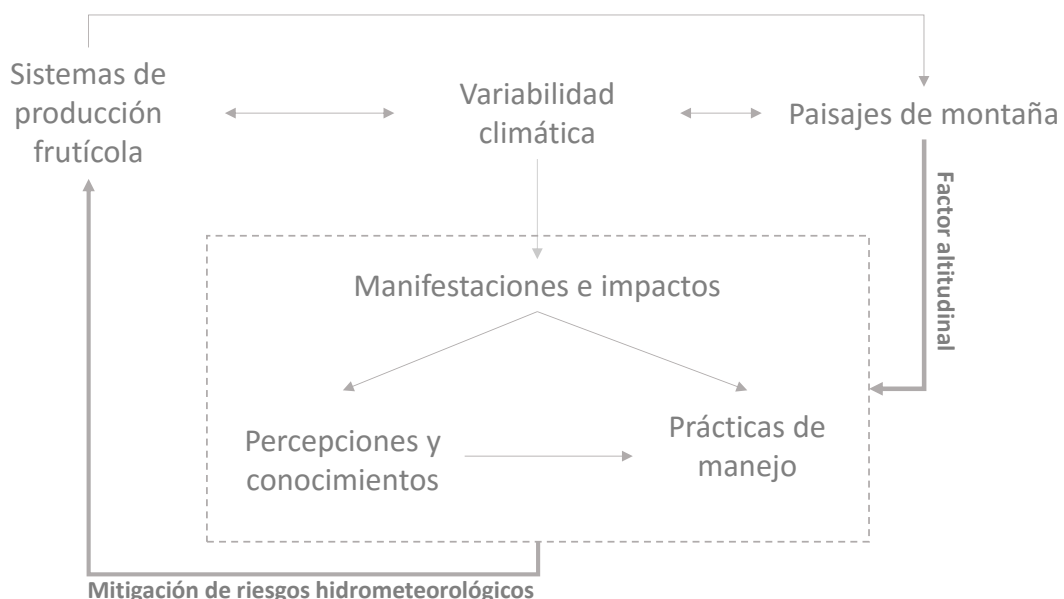 Sistemas de
producción
frutícola
Variabilidad
climática
Paisajes de montaña
Factor altitudinal
Manifestaciones e impactos
Percepciones y
conocimientos
Prácticas de
manejo
Mitigación de riesgos hidrometeorológicos